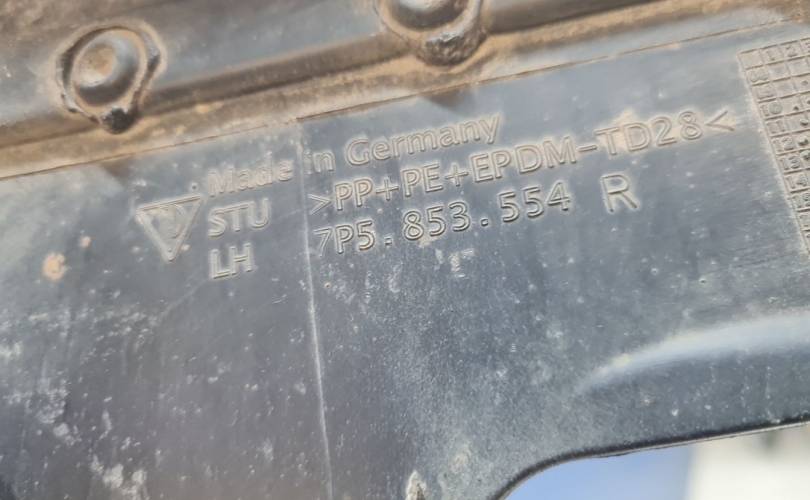 Made in Germany
>PP+PE+EPDM-TD28<
STU
7P5.853.554 R
LH